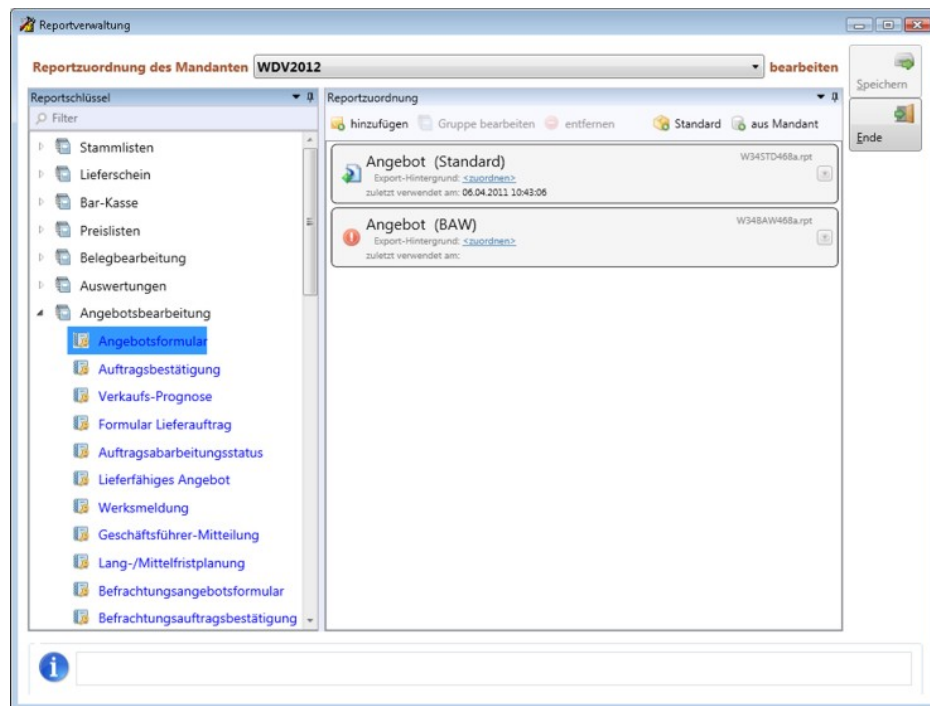 Reportverwaltung
Reportzuordnung des Mandanten WDV2012 bearbeiten
Speichern
Ende
Reportschlüssel
Filter
Stammlisten
Lieferschein
Bar-Kasse
Preislisten
Belegbearbeitung
Auswertungen
Angebotsbearbeitung
Angebotsformular
Auftragsbestätigung
Verkaufs-Prognose
Formular Lieferauftrag
Auftragsabarbeitungsstatus
Lieferfähiges Angebot
Werksmeldung
Geschäftsführer-Mitteilung
Lang-/Mittelfristplanung
Befrachtungsangebotsformular
Befrachtungsauftragsbestätigung
Reportzuordnung
hinzufügen Gruppe bearbeiten entfernen Standard aus Mandant
Angebot (Standard) W34STD468a.rpt
Export-Hintergrund: <zuordnen>
zuletzt verwendet am: 06.04.2011 10:43:06
Angebot (BAW) W34BAW468a.rpt
Export-Hintergrund: <zuordnen>
zuletzt verwendet am: